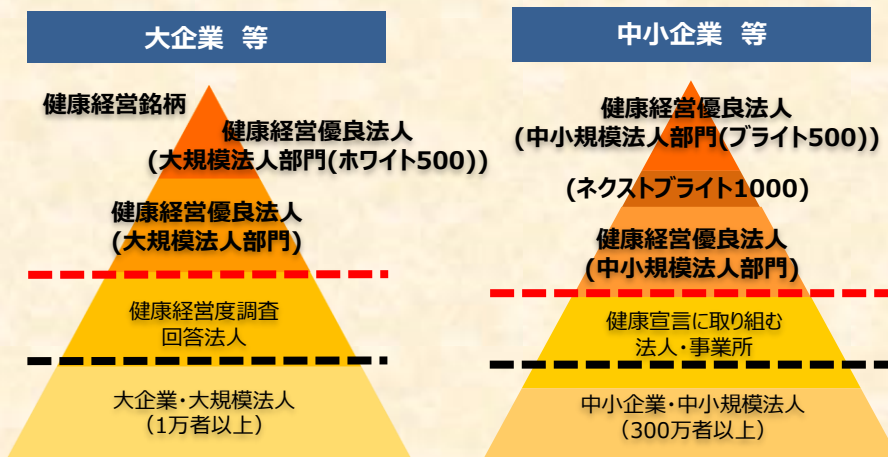 大企業 等
健康経営銘柄
健康経営優良法人
(大規模法人部門(ホワイト500))
健康経営優良法人
(大規模法人部門)
健康経営度調査
回答法人
大企業・大規模法人
（1万者以上）
中小企業 等
健康経営優良法人
(中小規模法人部門(ブライト500))
(ネクストブライト1000)
健康経営優良法人
(中小規模法人部門)
健康宣言に取り組む
法人・事業所
中小企業・中小規模法人
（300万者以上）